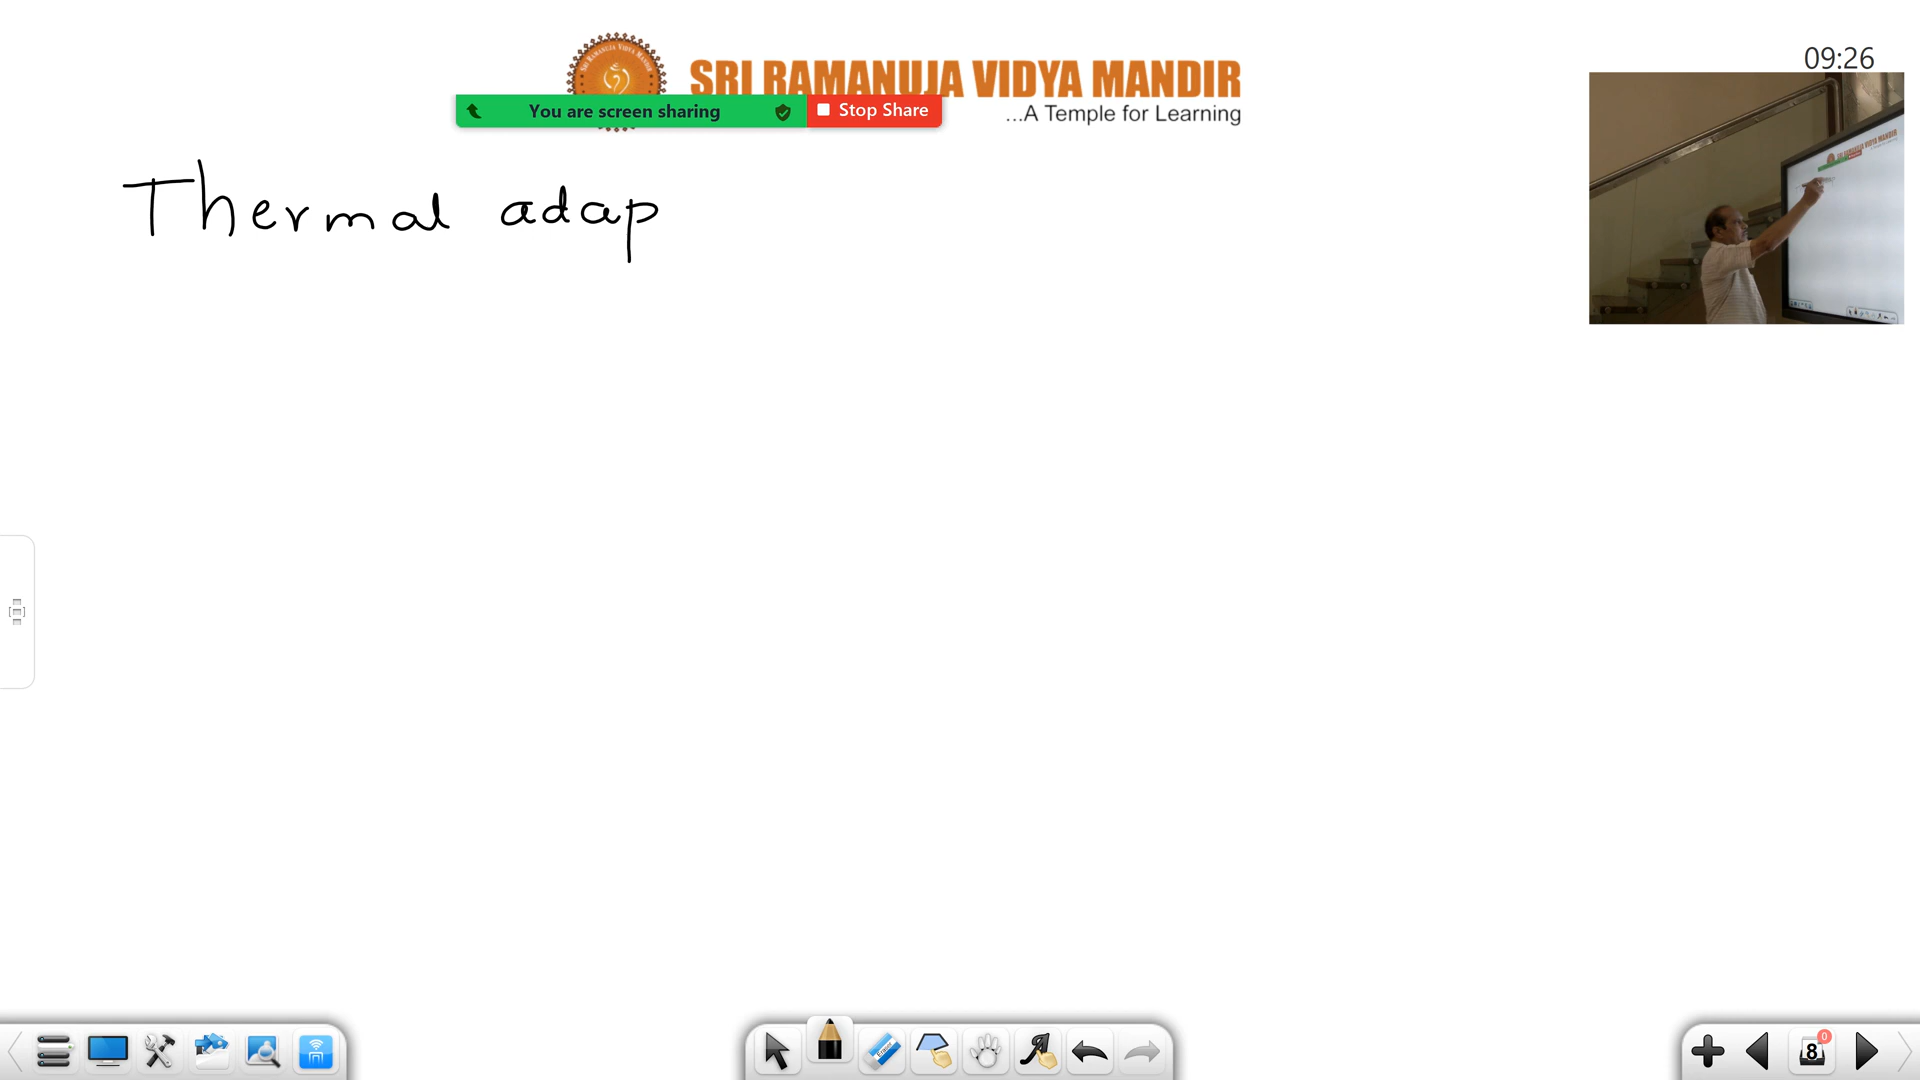 SRI RAMANUJA VIDYA MANDIR
...A Temple for Learning
09:26
You are screen sharing
Stop Share
Thermal adap
8
0